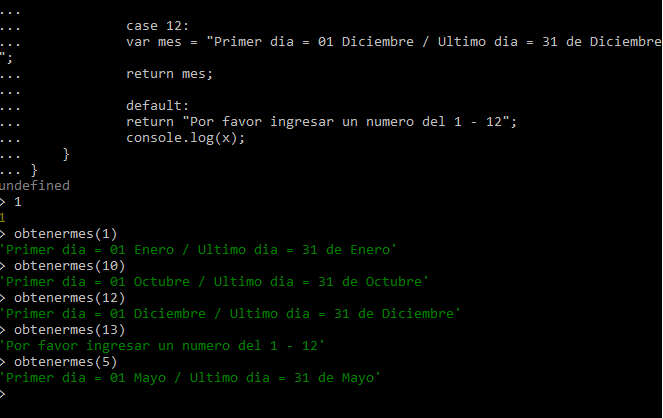 ...
... case 12:
... var mes = "Primer dia = 01 Diciembre / Ultimo dia = 31 de Diciembre
";
... return mes;
...
... default:
... return "Por favor ingresar un numero del 1 - 12";
... console.log(x);
... }
... }
undefined
> 1
1
> obtenermes(1)
'Primer dia = 01 Enero / Ultimo dia = 31 de Enero'
> obtenermes(10)
'Primer dia = 01 Octubre / Ultimo dia = 31 de Octubre'
> obtenermes(12)
'Primer dia = 01 Diciembre / Ultimo dia = 31 de Diciembre'
> obtenermes(13)
'Por favor ingresar un numero del 1 - 12'
> obtenermes(5)
'Primer dia = 01 Mayo / Ultimo dia = 31 de Mayo'
>